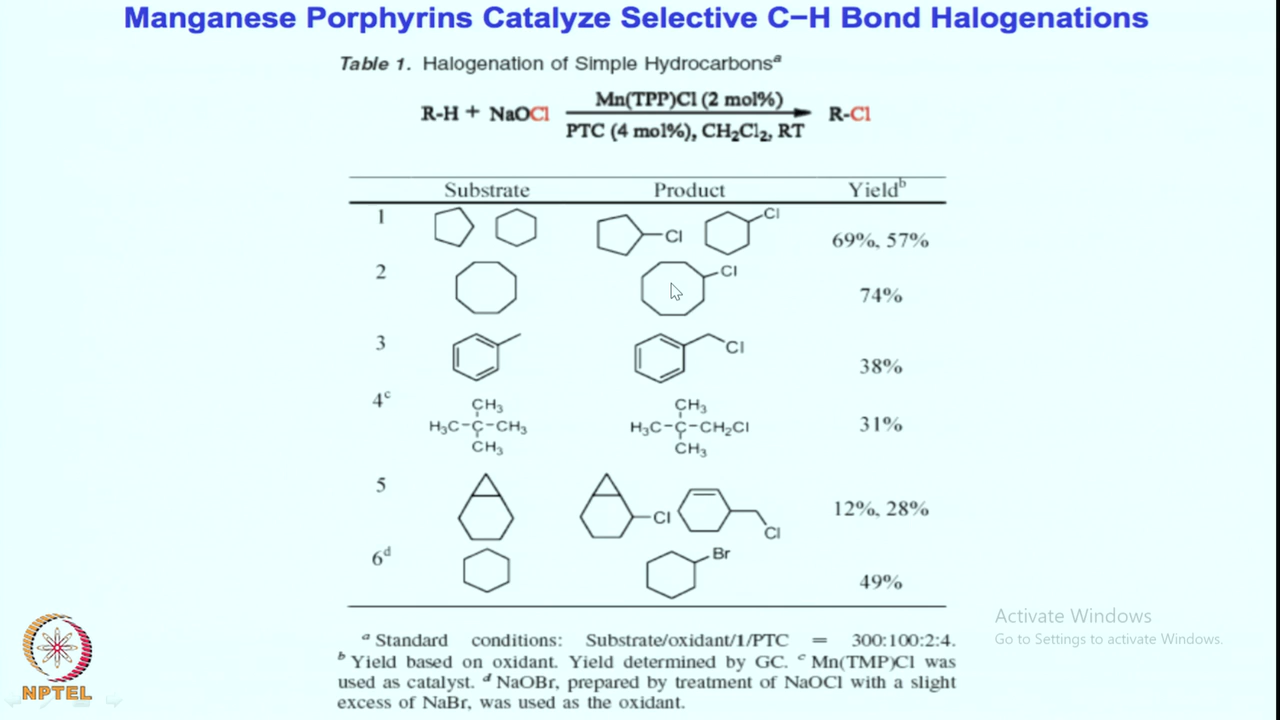 Manganese Porphyrins Catalyze Selective C−H Bond Halogenations
Table 1. Halogenation of Simple Hydrocarbonsᵃ
R-H + NaOCl Mn(TPP)Cl (2 mol%) R-Cl
PTC (4 mol%), CH₂Cl₂, RT
Substrate Product Yieldᵇ
1 Cl Cl 69%, 57%
2 Cl 74%
3 Cl 38%
4ᶜ CH₃ CH₃
H₃C-C-CH₃ H₃C-C-CH₂Cl 31%
CH₃ CH₃
5 Cl Cl 12%, 28%
6ᵈ Br 49%
ᵃ Standard conditions: Substrate/oxidant/1/PTC = 300:100:2:4.
ᵇ Yield based on oxidant. Yield determined by GC. ᶜ Mn(TMP)Cl was
used as catalyst. ᵈ NaOBr, prepared by treatment of NaOCl with a slight
excess of NaBr, was used as the oxidant.
Activate Windows
Go to Settings to activate Windows.
NPTEL